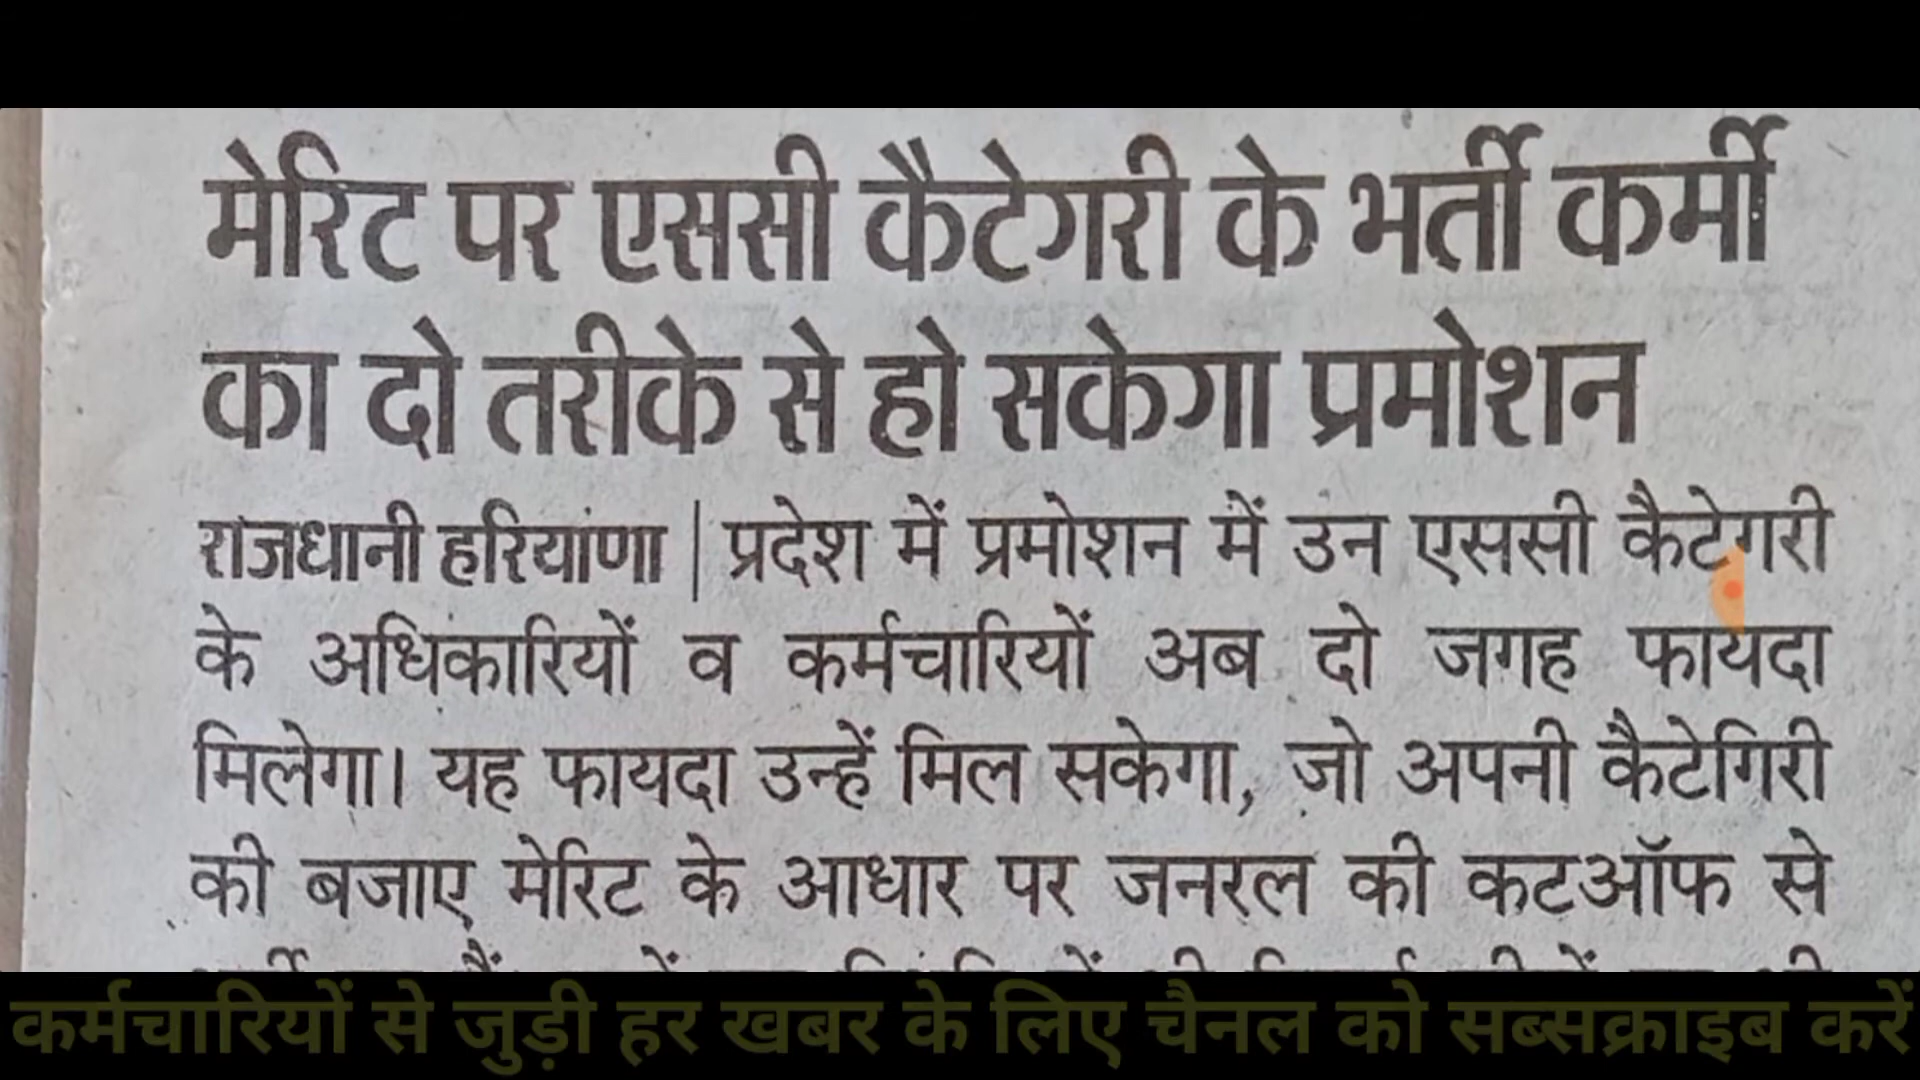 मेरिट पर एससी कैटेगरी के भर्ती कर्मी
का दो तरीके से हो सकेगा प्रमोशन
राजधानी हरियाणा | प्रदेश में प्रमोशन में उन एससी कैटेगरी
के अधिकारियों व कर्मचारियों अब दो जगह फायदा
मिलेगा। यह फायदा उन्हें मिल सकेगा, जो अपनी कैटेगिरी
की बजाए मेरिट के आधार पर जनरल की कटऑफ से
कर्मचारियों से जुड़ी हर खबर के लिए चैनल को सब्सक्राइब करें